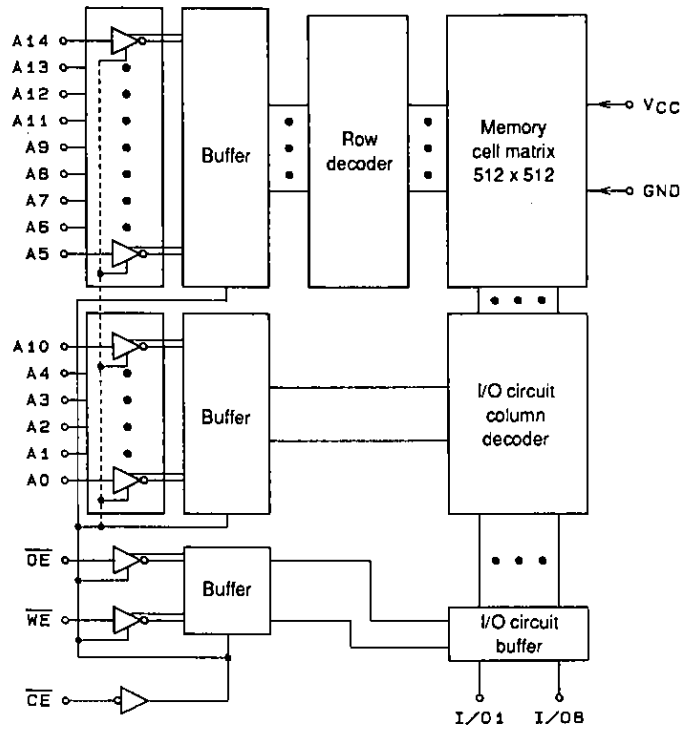 A14
A13
A12
A11
A9
A8
A7
A6
A5
Buffer
Row
decoder
Memory
cell matrix
512 x 512
VCC
GND
A10
A4
A3
A2
A1
A0
Buffer
I/O circuit
column
decoder
OE
WE
CE
Buffer
I/O circuit
buffer
I/O1
I/O8